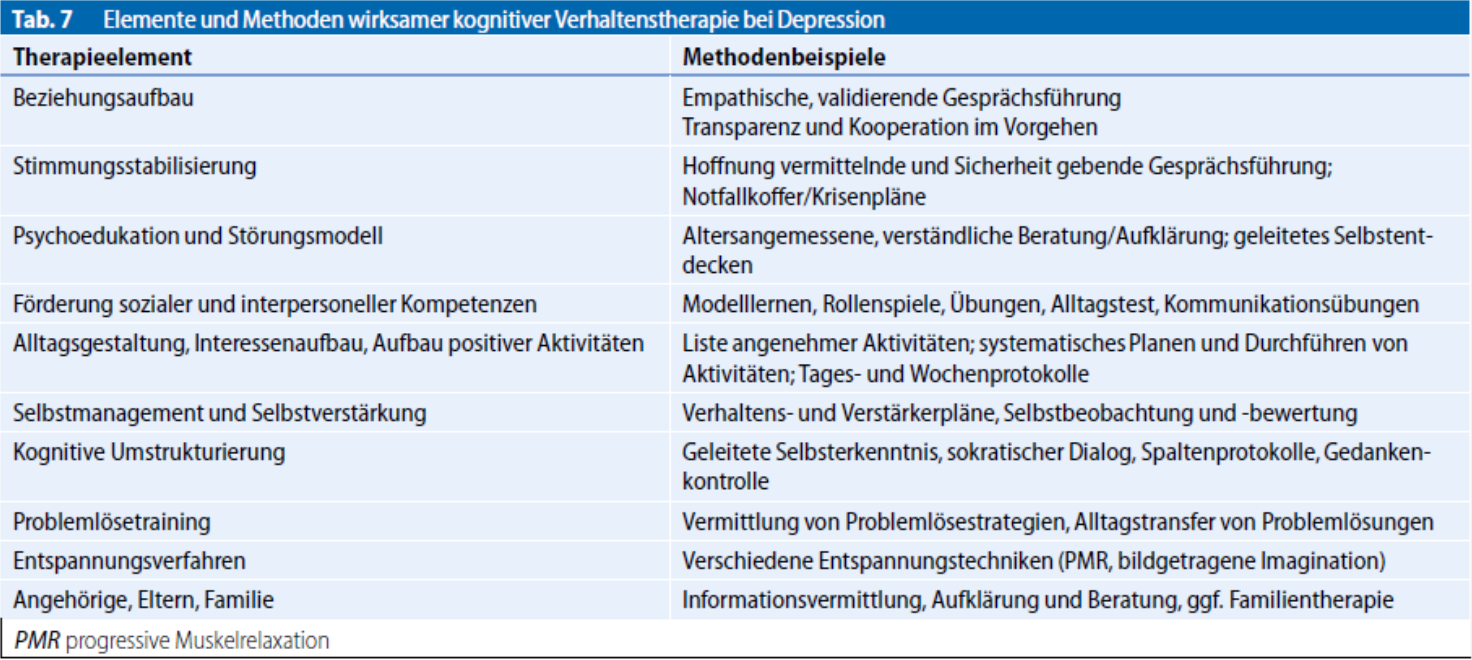 Tab. 7 Elemente und Methoden wirksamer kognitiver Verhaltenstherapie bei Depression
Therapieelement Methodenbeispiele
Beziehungsaufbau Empathische, validierende Gesprächsführung
Transparenz und Kooperation im Vorgehen
Stimmungsstabilisierung Hoffnung vermittelnde und Sicherheit gebende Gesprächsführung;
Notfallkoffer/Krisenpläne
Psychoedukation und Störungsmodell Altersangemessene, verständliche Beratung/Aufklärung; geleitetes Selbstent-
decken
Förderung sozialer und interpersoneller Kompetenzen Modelllernen, Rollenspiele, Übungen, Alltagstest, Kommunikationsübungen
Alltagsgestaltung, Interessenaufbau, Aufbau positiver Aktivitäten Liste angenehmer Aktivitäten; systematisches Planen und Durchführen von
Aktivitäten; Tages- und Wochenprotokolle
Selbstmanagement und Selbstverstärkung Verhaltens- und Verstärkerpläne, Selbstbeobachtung und -bewertung
Kognitive Umstrukturierung Geleitete Selbsterkenntnis, sokratischer Dialog, Spaltenprotokolle, Gedanken-
kontrolle
Problemlösetraining Vermittlung von Problemlösestrategien, Alltagstransfer von Problemlösungen
Entspannungsverfahren Verschiedene Entspannungstechniken (PMR, bildgetragene Imagination)
Angehörige, Eltern, Familie Informationsvermittlung, Aufklärung und Beratung, ggf. Familientherapie
PMR progressive Muskelrelaxation